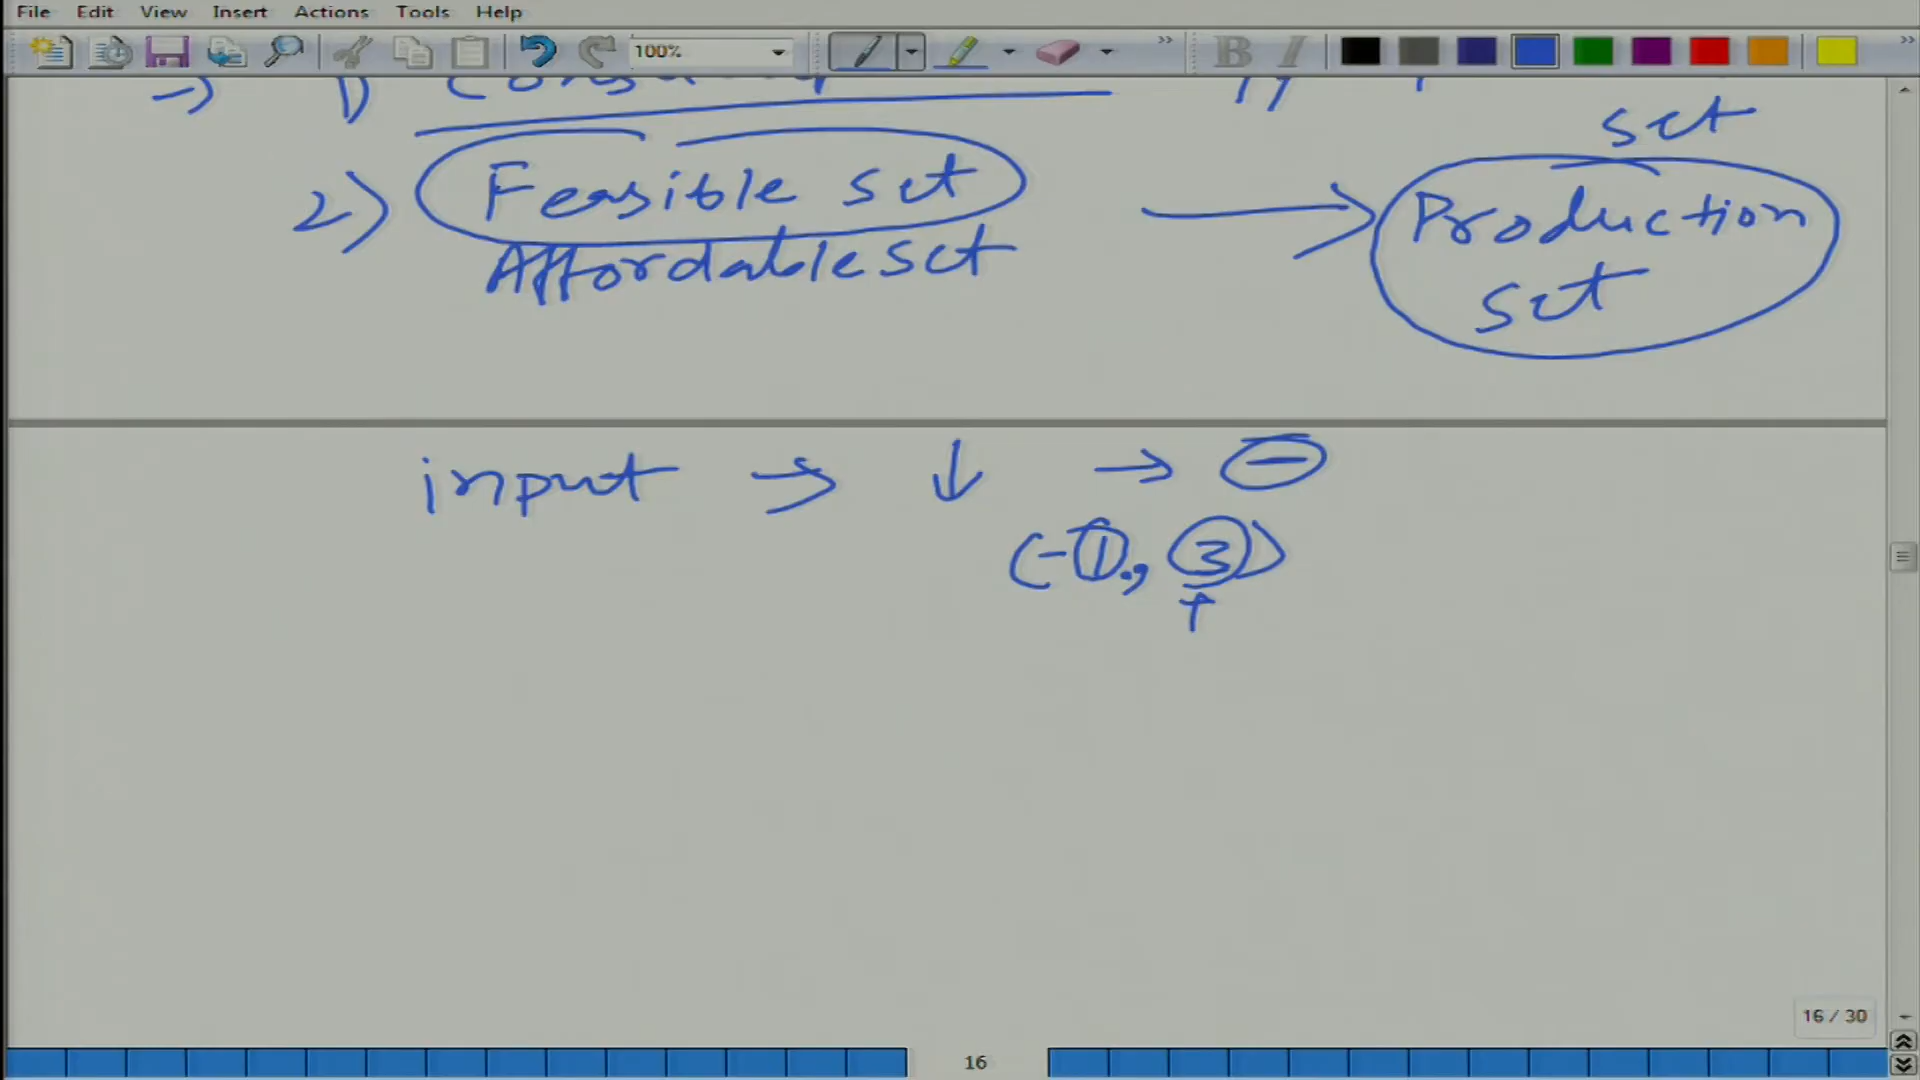 File Edit View Insert Actions Tools Help
100% B I
→ 1)
set
2) Feasible set → Production
Affordable set set
input → ↓ → ⊖
(-1, 3)
↑
16 / 30
16